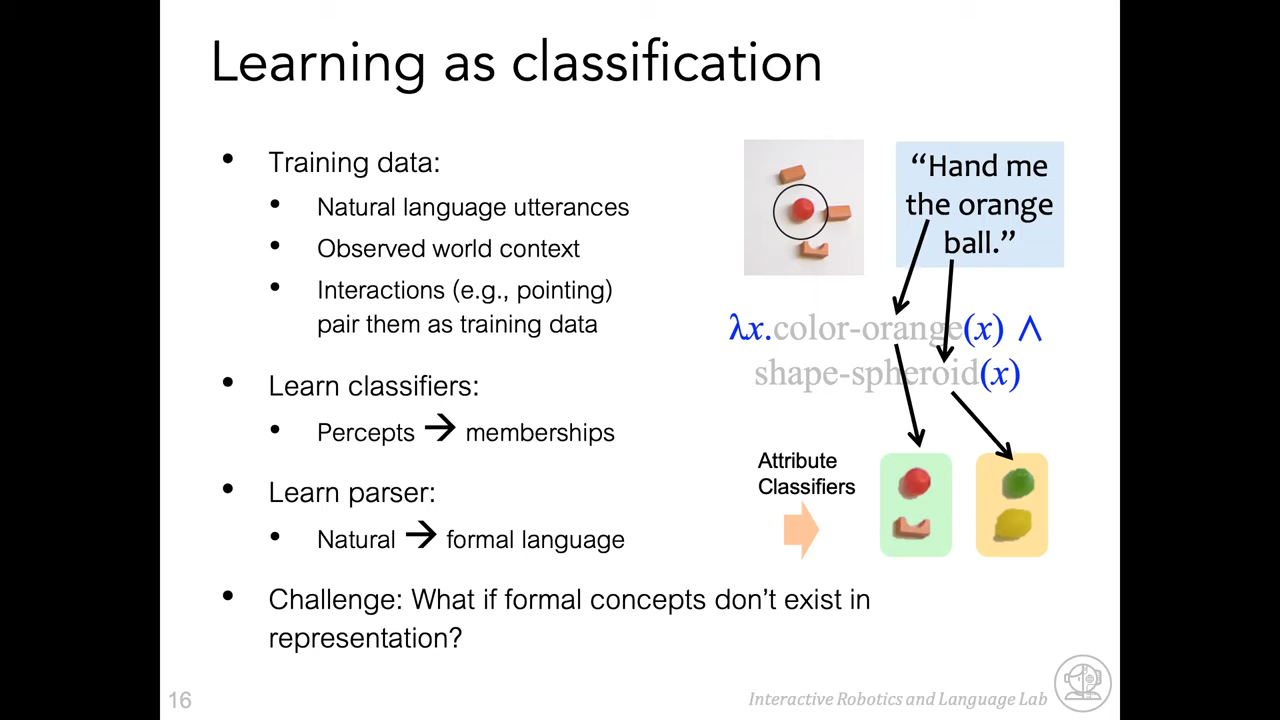 Learning as classification
• Training data:
• Natural language utterances
• Observed world context
• Interactions (e.g., pointing)
pair them as training data
• Learn classifiers:
• Percepts → memberships
• Learn parser:
• Natural → formal language
• Challenge: What if formal concepts don’t exist in
representation?
“Hand me
the orange
ball.”
λx.color-orange(x) ∧
shape-spheroid(x)
Attribute
Classifiers
16
Interactive Robotics and Language Lab